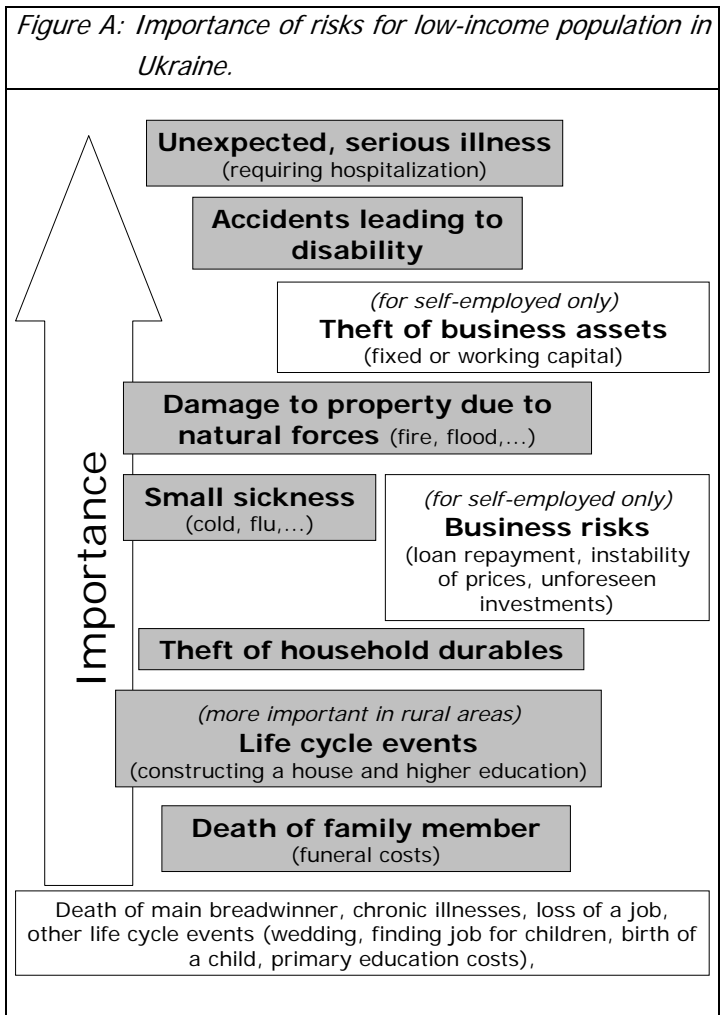 Figure A: Importance of risks for low-income population in
Ukraine.
Unexpected, serious illness
(requiring hospitalization)
Accidents leading to
disability
(for self-employed only)
Theft of business assets
(fixed or working capital)
Damage to property due to
natural forces (fire, flood,...)
Small sickness
(cold, flu,...)
(for self-employed only)
Business risks
(loan repayment, instability
of prices, unforeseen
investments)
Theft of household durables
(more important in rural areas)
Life cycle events
(constructing a house and higher education)
Death of family member
(funeral costs)
Death of main breadwinner, chronic illnesses, loss of a job,
other life cycle events (wedding, finding job for children, birth of
a child, primary education costs),
Importance